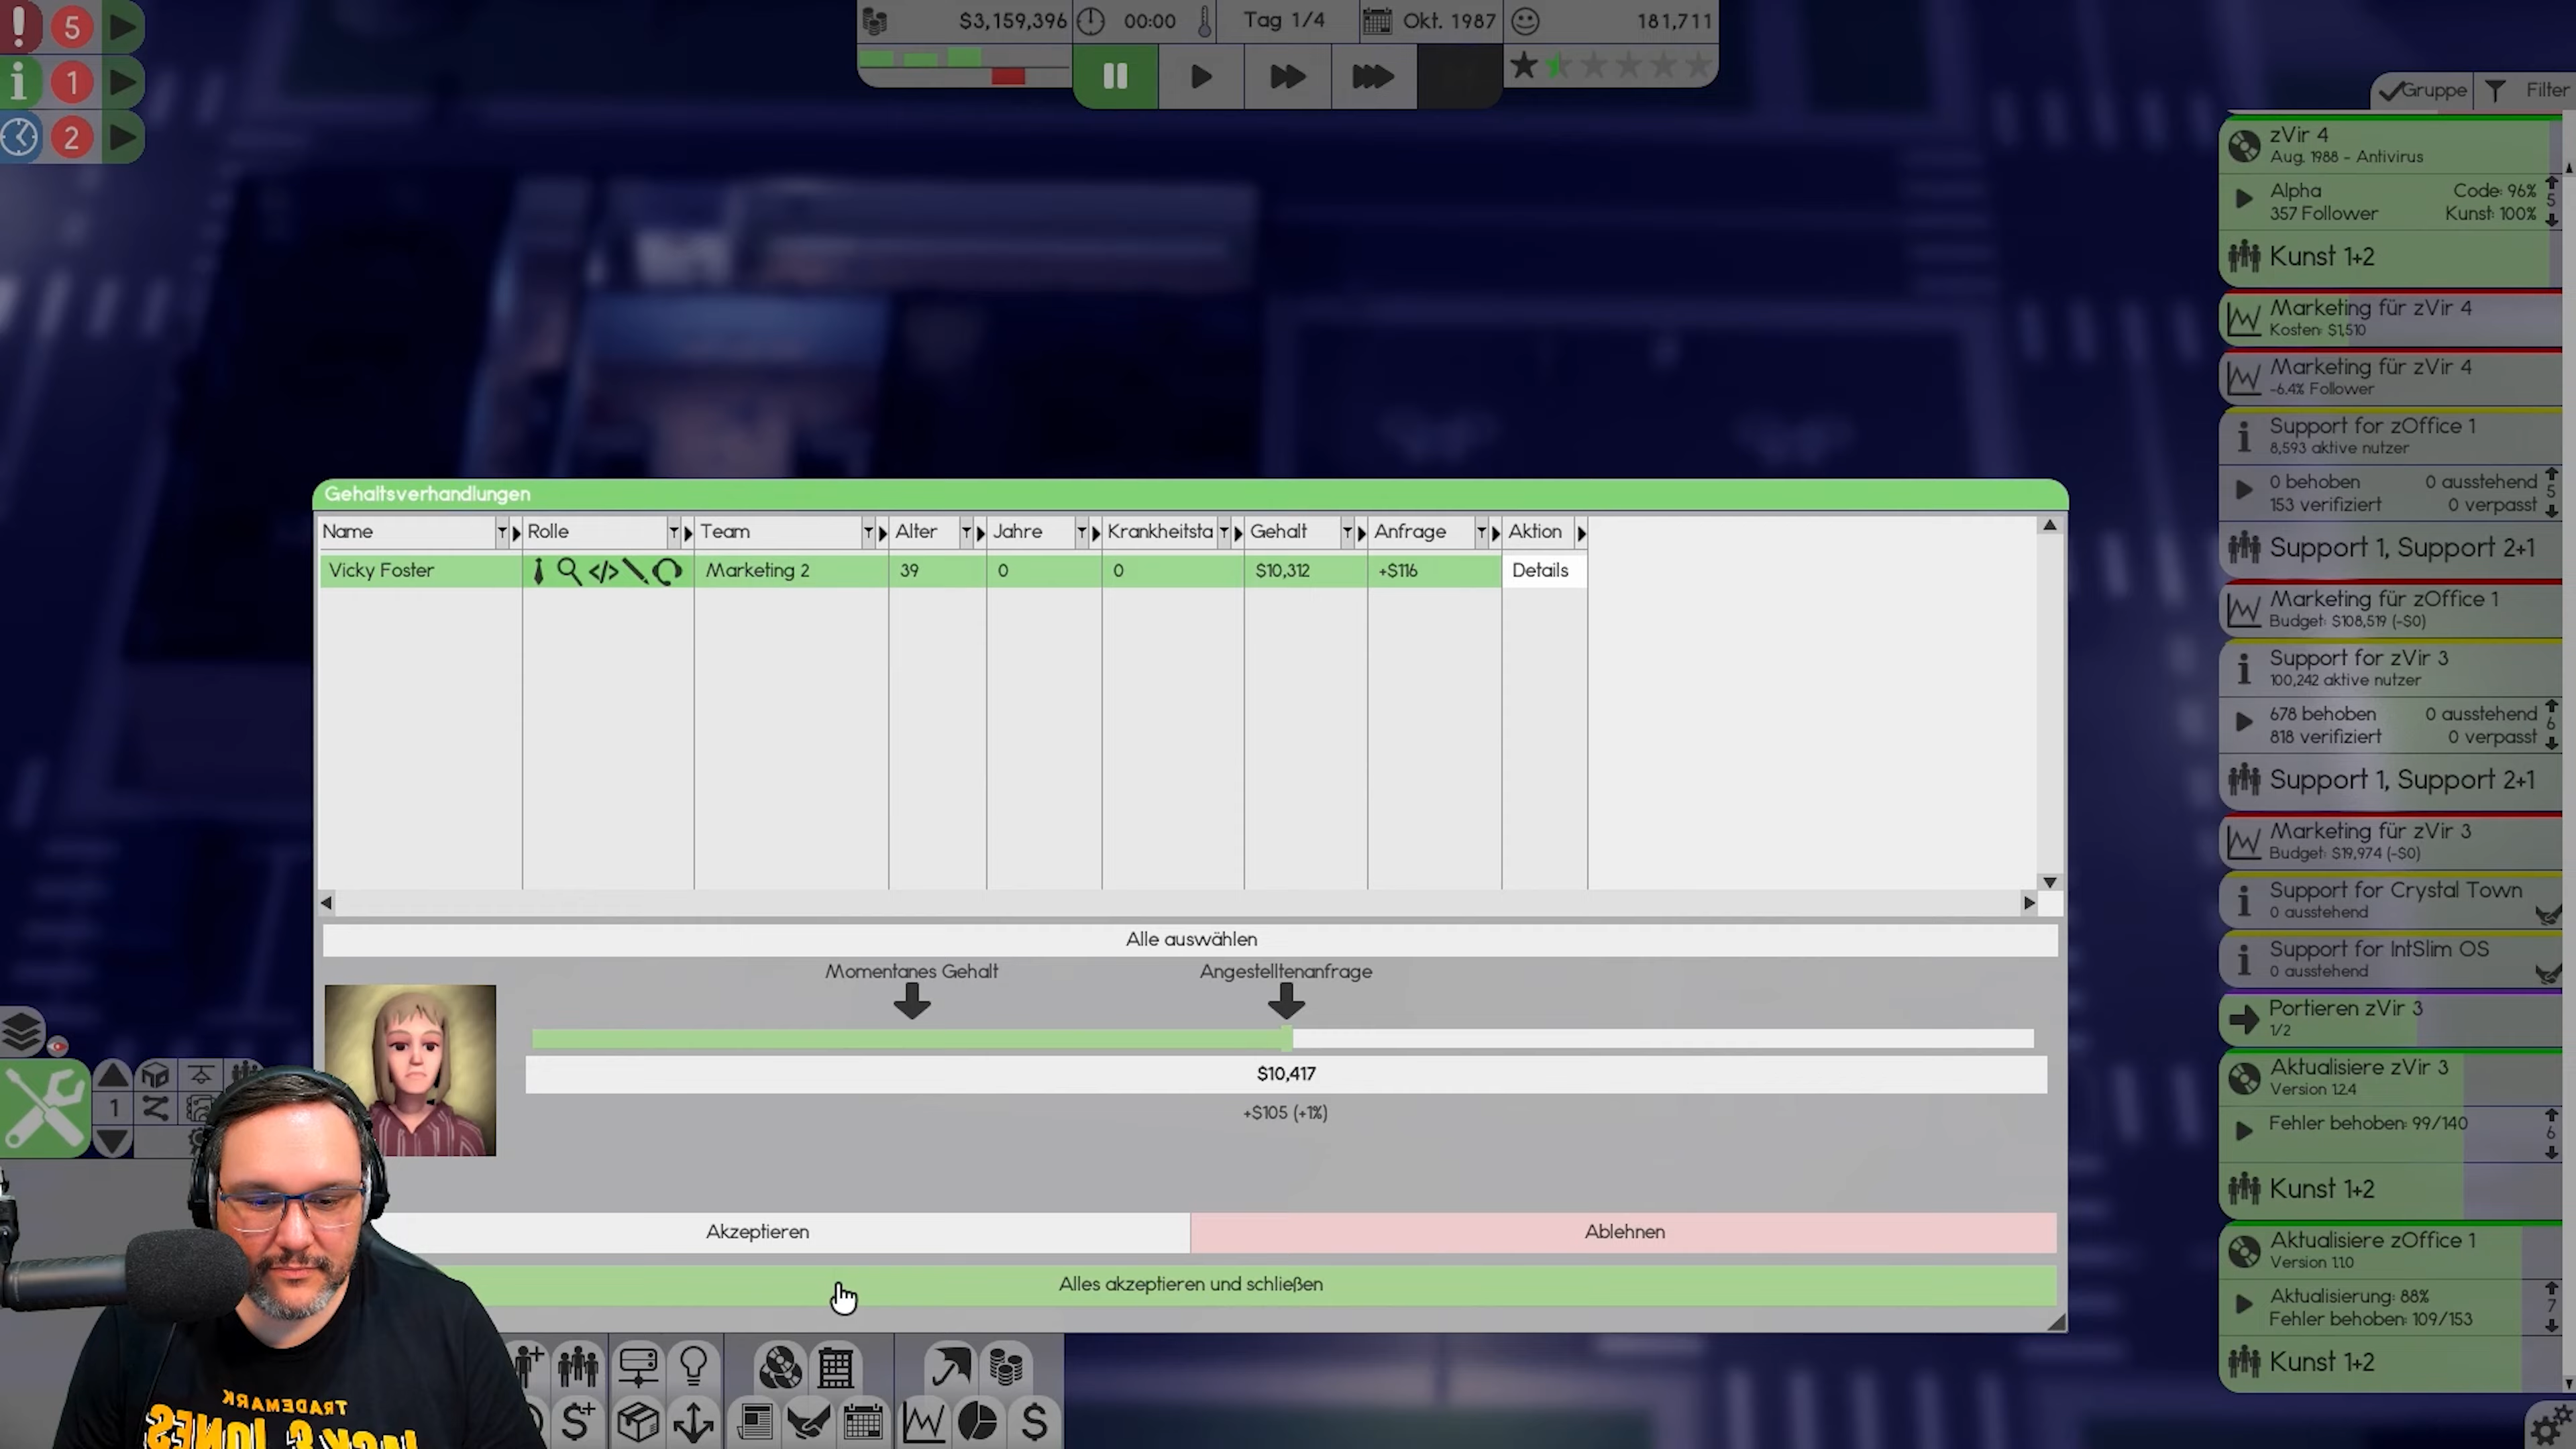 5
1
2
$3,159,396
00:00
Tag 1/4
Okt. 1987
181,711
Gruppe
Filter
zVir 4
Aug. 1988 - Antivirus
Alpha
Code: 96%
357 Follower
Kunst: 100%
5
Kunst 1+2
Marketing für zVir 4
Kosten: $1,510
Marketing für zVir 4
-6.4% Follower
Support for zOffice 1
8,593 aktive nutzer
0 behoben
0 ausstehend
153 verifiziert
0 verpasst
5
Support 1, Support 2+1
Marketing für zOffice 1
Budget: $108,519 (-$0)
Support for zVir 3
100,242 aktive nutzer
678 behoben
0 ausstehend
818 verifiziert
0 verpasst
6
Support 1, Support 2+1
Marketing für zVir 3
Budget: $19,974 (-$0)
Support for Crystal Town
0 ausstehend
Support for IntSlim OS
0 ausstehend
Portieren zVir 3
1/2
Aktualisiere zVir 3
Version 1.2.4
Fehler behoben: 99/140
6
Kunst 1+2
Aktualisiere zOffice 1
Version 1.1.0
Aktualisierung: 88%
Fehler behoben: 109/153
7
Kunst 1+2
Gehaltsverhandlungen
Name Rolle Team Alter Jahre Krankheitsta Gehalt Anfrage Aktion
Vicky Foster Marketing 2 39 0 0 $10,312 +$116 Details
Alle auswählen
Momentanes Gehalt
Angestelltenanfrage
$10,417
+$105 (+1%)
Akzeptieren
Ablehnen
Alles akzeptieren und schließen
1
TRADEMARK
JACK & JONES